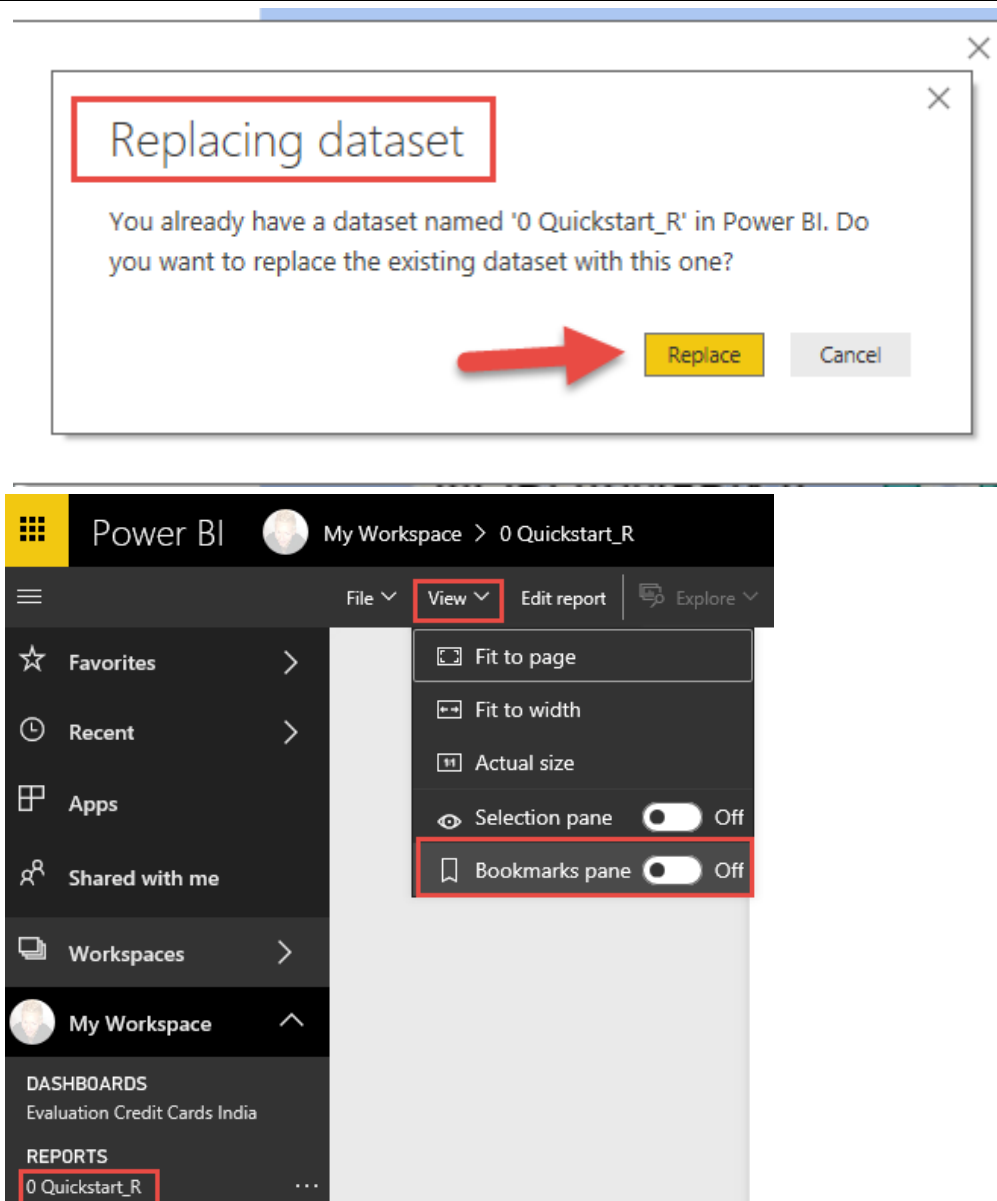 Replacing dataset
You already have a dataset named '0 Quickstart_R' in Power BI. Do
you want to replace the existing dataset with this one?
Replace Cancel
Power BI My Workspace > 0 Quickstart_R
File View Edit report Explore
Favorites
Recent
Apps
Shared with me
Workspaces
My Workspace
DASHBOARDS
Evaluation Credit Cards India
REPORTS
0 Quickstart_R ...
Fit to page
Fit to width
Actual size
Selection pane Off
Bookmarks pane Off